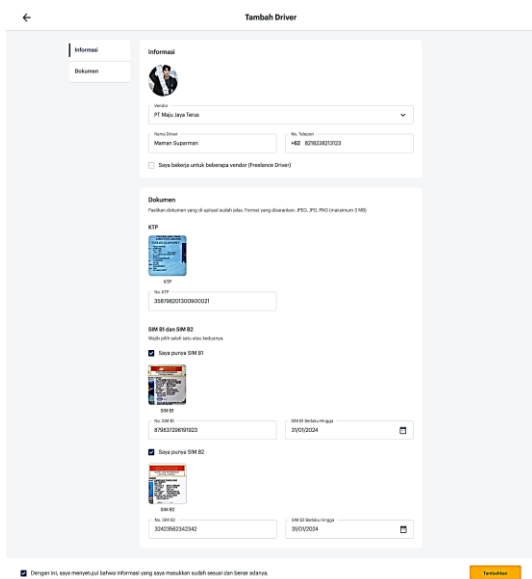 Tambah Driver
Informasi
Dokumen
Informasi
Vendor
PT Maju Jaya Terus
Nama Driver
Maman Suparman
No. Telepon
+62 8218238213123
Saya bekerja untuk beberapa vendor (Freelance Driver)
Dokumen
Pastikan dokumen yang di upload sudah jelas. Format yang disarankan: JPEG, JPG, PNG (maksimum 3 MB)
KTP
KTP
No. KTP
358798201300900021
SIM B1 dan SIM B2
Wajib pilih salah satu atau keduanya.
Saya punya SIM B1
SIM B1
No. SIM B1
879837298191923
SIM B1 Berlaku Hingga
31/01/2024
Saya punya SIM B2
SIM B2
No. SIM B2
32423562342342
SIM B2 Berlaku Hingga
31/01/2024
Dengan ini, saya menyetujui bahwa informasi yang saya masukkan sudah sesuai dan benar adanya.
Tambahkan